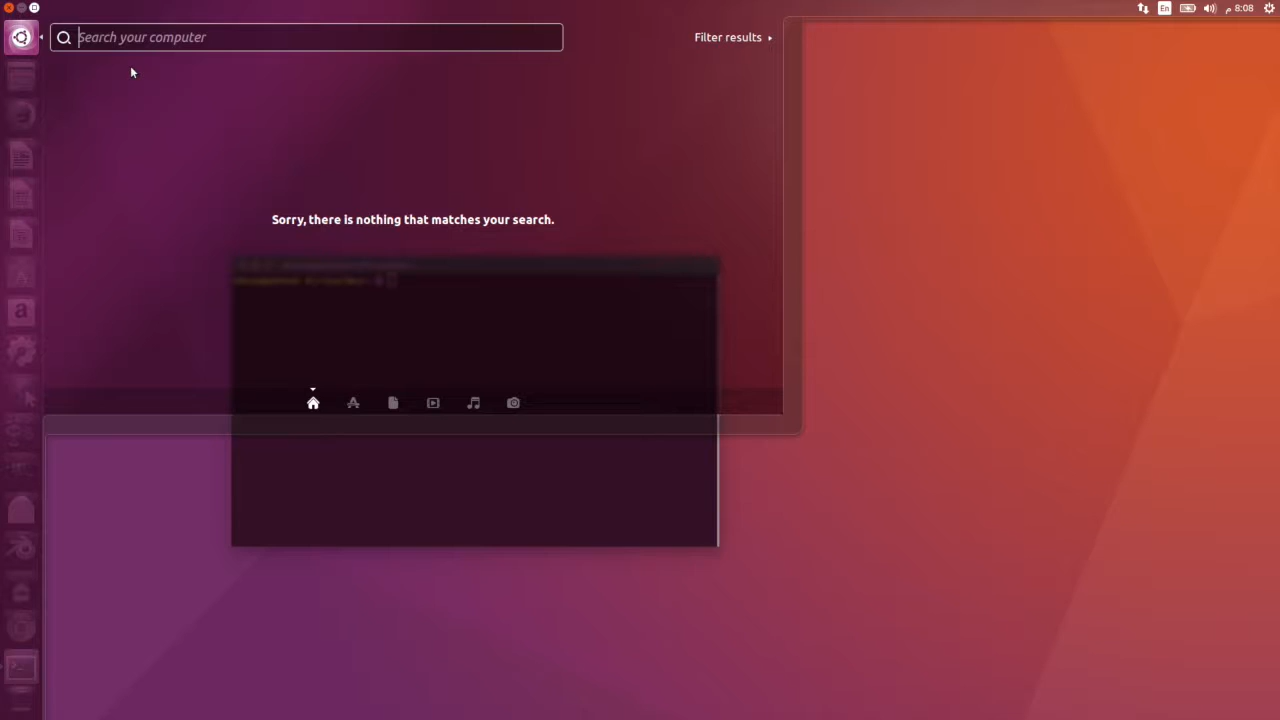 En م 8:08
Search your computer
Filter results
Sorry, there is nothing that matches your search.